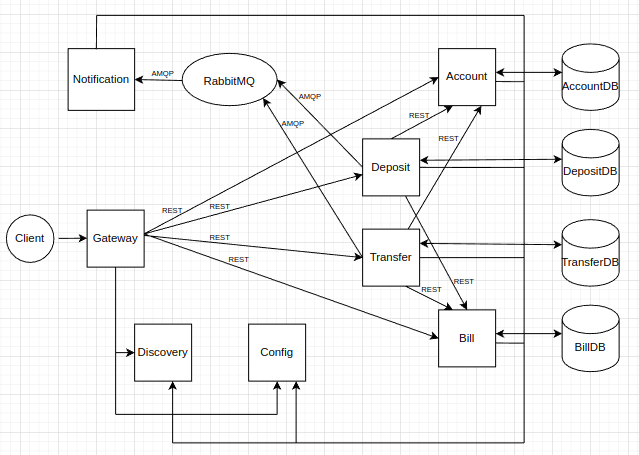 Notification
AMQP
RabbitMQ
Account
AccountDB
AMQP
REST
AMQP
REST
Deposit
DepositDB
REST
REST
Client
Gateway
REST
Transfer
TransferDB
REST
REST
REST
Discovery
Config
Bill
BillDB